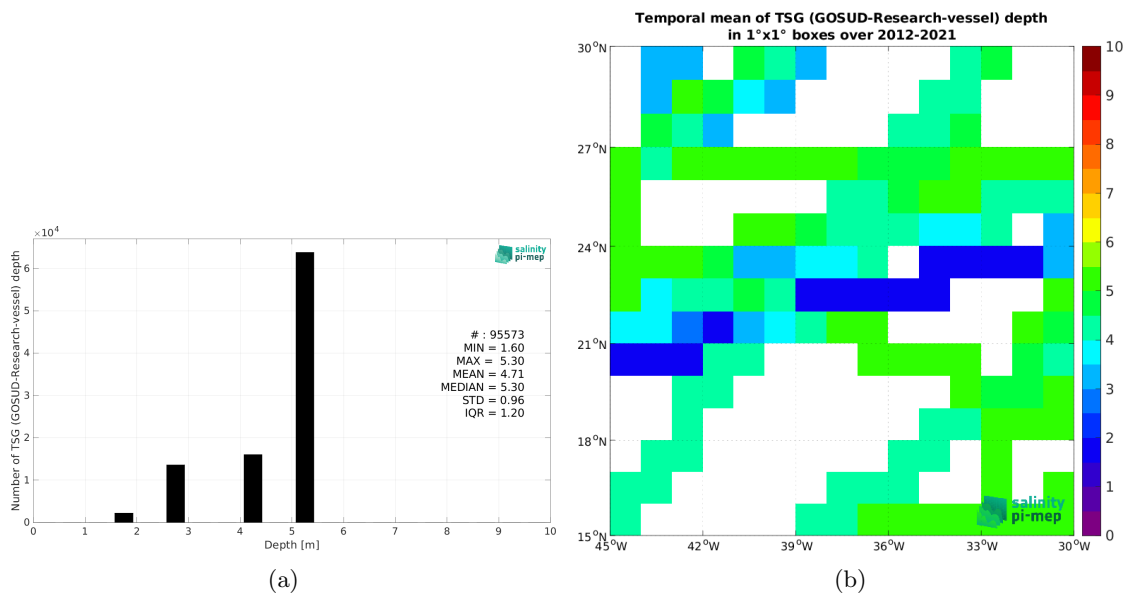 ×10⁴
Number of TSG (GOSUD-Research-vessel) depth
6
5
4
3
2
1
0
0 1 2 3 4 5 6 7 8 9 10
Depth [m]
salinity
pi-mep
# : 95573
MIN = 1.60
MAX = 5.30
MEAN = 4.71
MEDIAN = 5.30
STD = 0.96
IQR = 1.20
(a)
Temporal mean of TSG (GOSUD-Research-vessel) depth
in 1°x1° boxes over 2012-2021
30°N
27°N
24°N
21°N
18°N
15°N
45°W 42°W 39°W 36°W 33°W 30°W
salinity
pi-mep
10
9
8
7
6
5
4
3
2
1
0
(b)